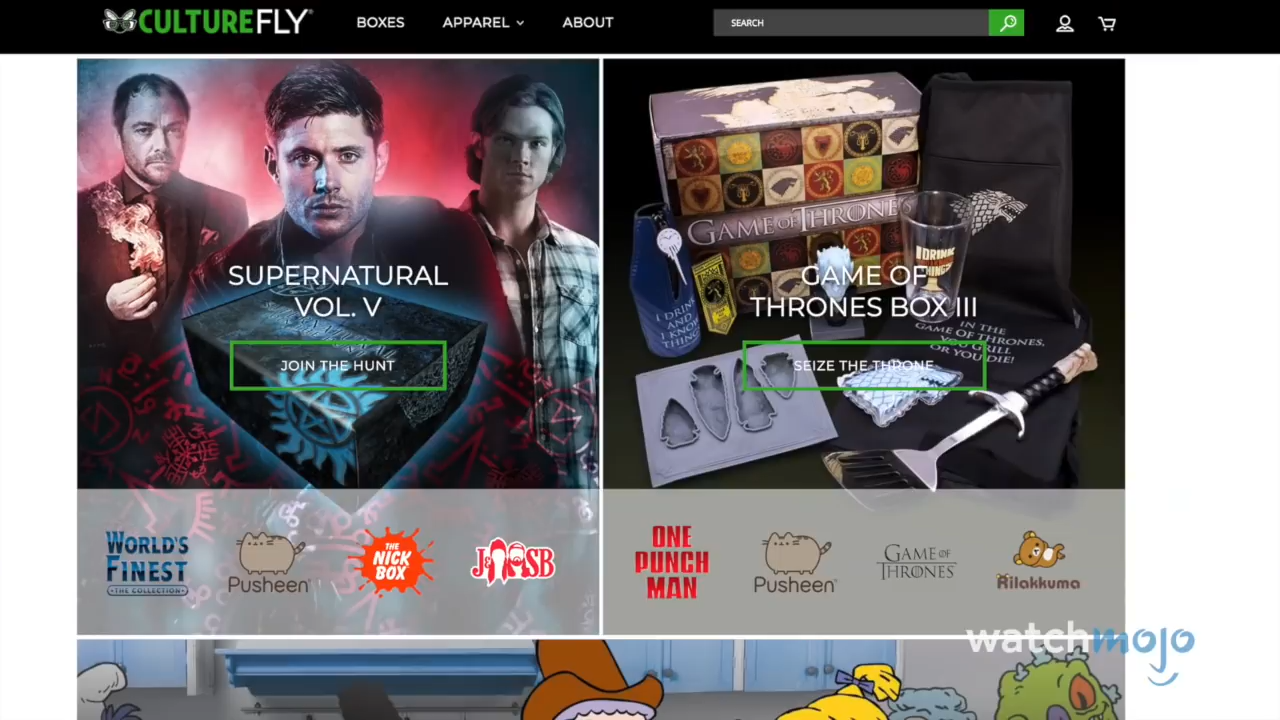 CULTUREFLY
BOXES
APPAREL
ABOUT
SEARCH
SUPERNATURAL
VOL. V
JOIN THE HUNT
GAME OF THRONES
I DRINK
AND
I KNOW
THINGS
I DRINK
THINGS
GAME OF
THRONES BOX III
SEIZE THE THRONE
IN THE
GAME OF THRONES,
YOU GRILL
OR YOU DIE!
WORLD'S
FINEST
THE COLLECTION
Pusheen
THE
NICK
BOX
J&SB
ONE
PUNCH
MAN
Pusheen
GAME OF
THRONES
Rilakkuma
watchmojo